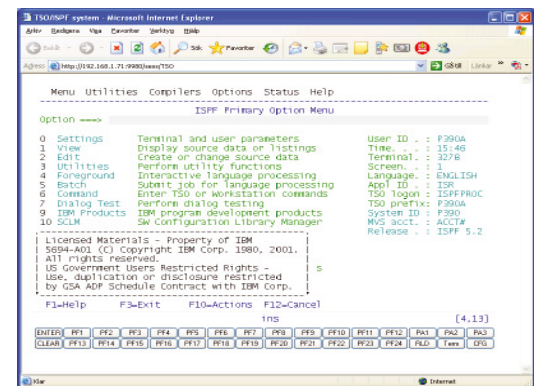 TSO/ISPF system - Microsoft Internet Explorer
Arkiv Redigera Visa Favoriter Verktyg Hjälp
Sök Favoriter
Adress http://192.168.1.71:9980/sess/TSO Gå till Länkar
Menu Utilities Compilers Options Status Help
ISPF Primary Option Menu
Option ===>
0 Settings Terminal and user parameters User ID . : P390A
1 View Display source data or listings Time. . . : 15:46
2 Edit Create or change source data Terminal. : 3278
3 Utilities Perform utility functions Screen. . : 1
4 Foreground Interactive language processing Language. : ENGLISH
5 Batch Submit job for language processing Appl ID . : ISR
6 Command Enter TSO or Workstation commands TSO logon : ISPFPROC
7 Dialog Test Perform dialog testing TSO prefix: P390A
9 IBM Products IBM program development products System ID : P390
10 SCLM SW Configuration Library Manager MVS acct. : ACCT#
Release . : ISPF 5.2
Licensed Materials - Property of IBM
5694-A01 (C) Copyright IBM Corp. 1980, 2001.
All rights reserved.
US Government Users Restricted Rights - s
Use, duplication or disclosure restricted
by GSA ADP Schedule Contract with IBM Corp.
F1=Help F3=Exit F10=Actions F12=Cancel
ins [4,13]
ENTER PF1 PF2 PF3 PF4 PF5 PF6 PF7 PF8 PF9 PF10 PF11 PF12 PA1 PA2 PA3
CLEAR PF13 PF14 PF15 PF16 PF17 PF18 PF19 PF20 PF21 PF22 PF23 PF24 RLD Term CFG
Klar Internet